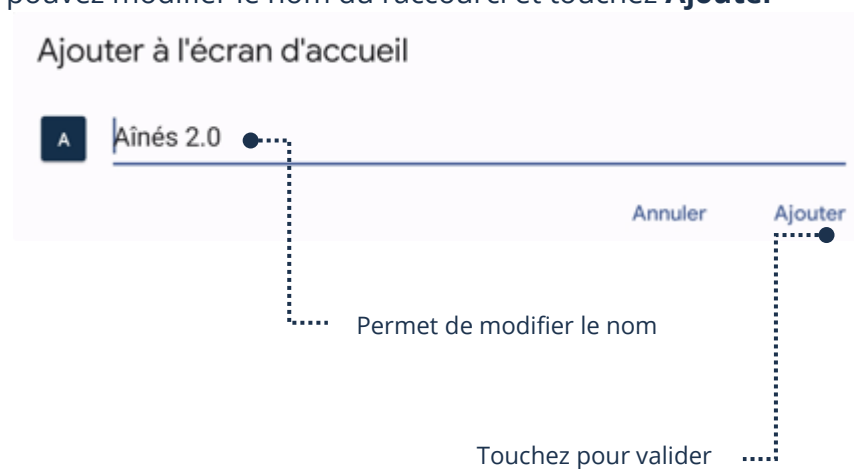 pouvez modifier le nom du raccourci et touchez Ajouter
Ajouter à l'écran d'accueil
A
Aînés 2.0
Annuler Ajouter
Permet de modifier le nom
Touchez pour valider